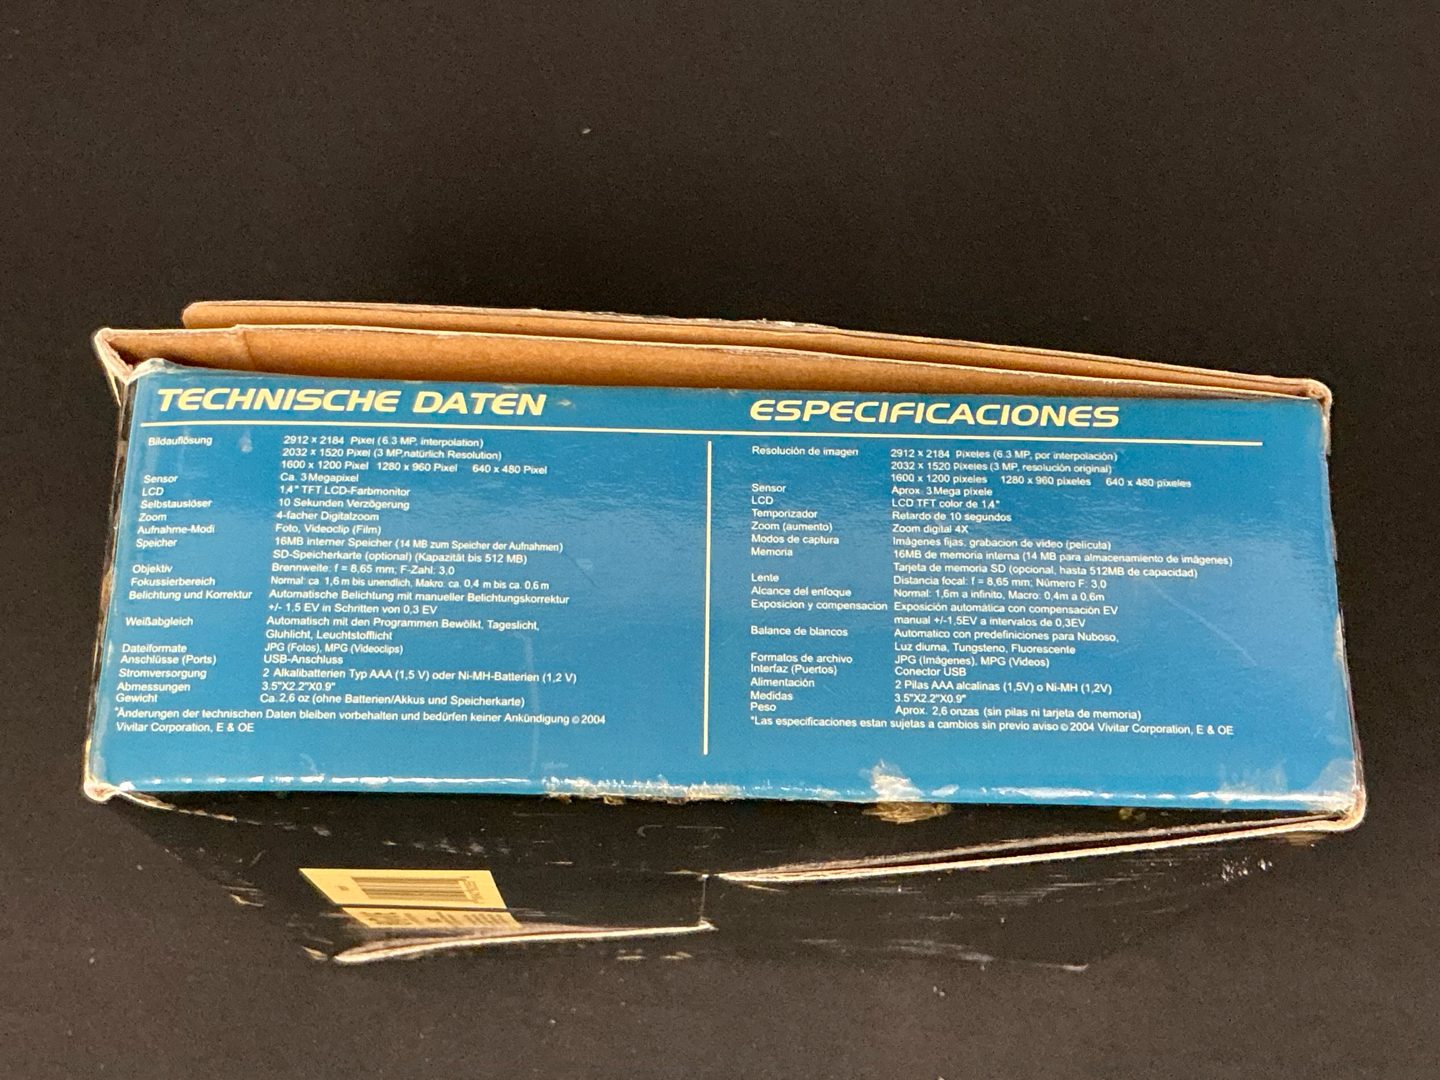 TECHNISCHE DATEN
Bildauflösung 2912 x 2184 Pixel (6.3 MP, interpolation)
2032 x 1520 Pixel (3 MP,natürlich Resolution)
1600 x 1200 Pixel 1280 x 960 Pixel 640 x 480 Pixel
Sensor Ca. 3 Megapixel
LCD 1,4" TFT LCD-Farbmonitor
Selbstauslöser 10 Sekunden Verzögerung
Zoom 4-facher Digitalzoom
Aufnahme-Modi Foto, Videoclip (Film)
Speicher 16MB interner Speicher (14 MB zum Speicher der Aufnahmen)
SD-Speicherkarte (optional) (Kapazität bis 512 MB)
Objektiv Brennweite: f = 8,65 mm; F-Zahl: 3,0
Fokussierbereich Normal: ca. 1,6 m bis unendlich, Makro: ca. 0,4 m bis ca. 0,6 m
Belichtung und Korrektur Automatische Belichtung mit manueller Belichtungskorrektur
+/- 1,5 EV in Schritten von 0,3 EV
Weißabgleich Automatisch mit den Programmen Bewölkt, Tageslicht,
Gluhlicht, Leuchtstofflicht
Dateiformate JPG (Fotos), MPG (Videoclips)
Anschlüsse (Ports) USB-Anschluss
Stromversorgung 2 Alkalibatterien Typ AAA (1,5 V) oder Ni-MH-Batterien (1,2 V)
Abmessungen 3.5"X2.2"X0.9"
Gewicht Ca. 2,6 oz (ohne Batterien/Akkus und Speicherkarte)
*Änderungen der technischen Daten bleiben vorbehalten und bedürfen keiner Ankündigung © 2004
Vivitar Corporation, E & OE
ESPECIFICACIONES
Resolución de imagen 2912 x 2184 Pixeles (6.3 MP, por interpolación)
2032 x 1520 Pixeles (3 MP, resolución original)
1600 x 1200 pixeles 1280 x 960 pixeles 640 x 480 pixeles
Sensor Aprox. 3 Mega pixele
LCD LCD TFT color de 1,4"
Temporizador Retardo de 10 segundos
Zoom (aumento) Zoom digital 4X
Modos de captura Imágenes fijas, grabacion de video (pelicula)
Memoria 16MB de memoria interna (14 MB para almacenamiento de imágenes)
Tarjeta de memoria SD (opcional, hasta 512MB de capacidad)
Lente Distancia focal: f = 8,65 mm; Número F: 3,0
Alcance del enfoque Normal: 1,6m a infinito, Macro: 0,4m a 0,6m
Exposicion y compensacion Exposición automática con compensación EV
manual +/-1,5EV a intervalos de 0,3EV
Balance de blancos Automatico con predefiniciones para Nuboso,
Luz diurna, Tungsteno, Fluorescente
Formatos de archivo JPG (Imágenes), MPG (Videos)
Interfaz (Puertos) Conector USB
Alimentación 2 Pilas AAA alcalinas (1,5V) o Ni-MH (1,2V)
Medidas 3.5"X2.2"X0.9"
Peso Aprox. 2,6 onzas (sin pilas ni tarjeta de memoria)
*Las especificaciones estan sujetas a cambios sin previo aviso © 2004 Vivitar Corporation, E & OE